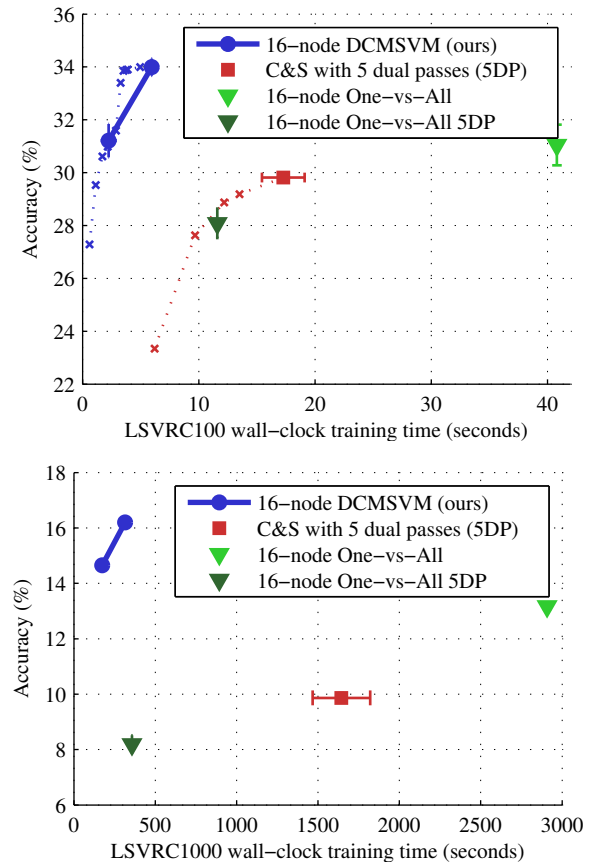 36
34
32
30
28
26
24
22
Accuracy (%)
16−node DCMSVM (ours)
C&S with 5 dual passes (5DP)
16−node One−vs−All
16−node One−vs−All 5DP
0 10 20 30 40
LSVRC100 wall−clock training time (seconds)
18
16
14
12
10
8
6
Accuracy (%)
16−node DCMSVM (ours)
C&S with 5 dual passes (5DP)
16−node One−vs−All
16−node One−vs−All 5DP
0 500 1000 1500 2000 2500 3000
LSVRC1000 wall−clock training time (seconds)